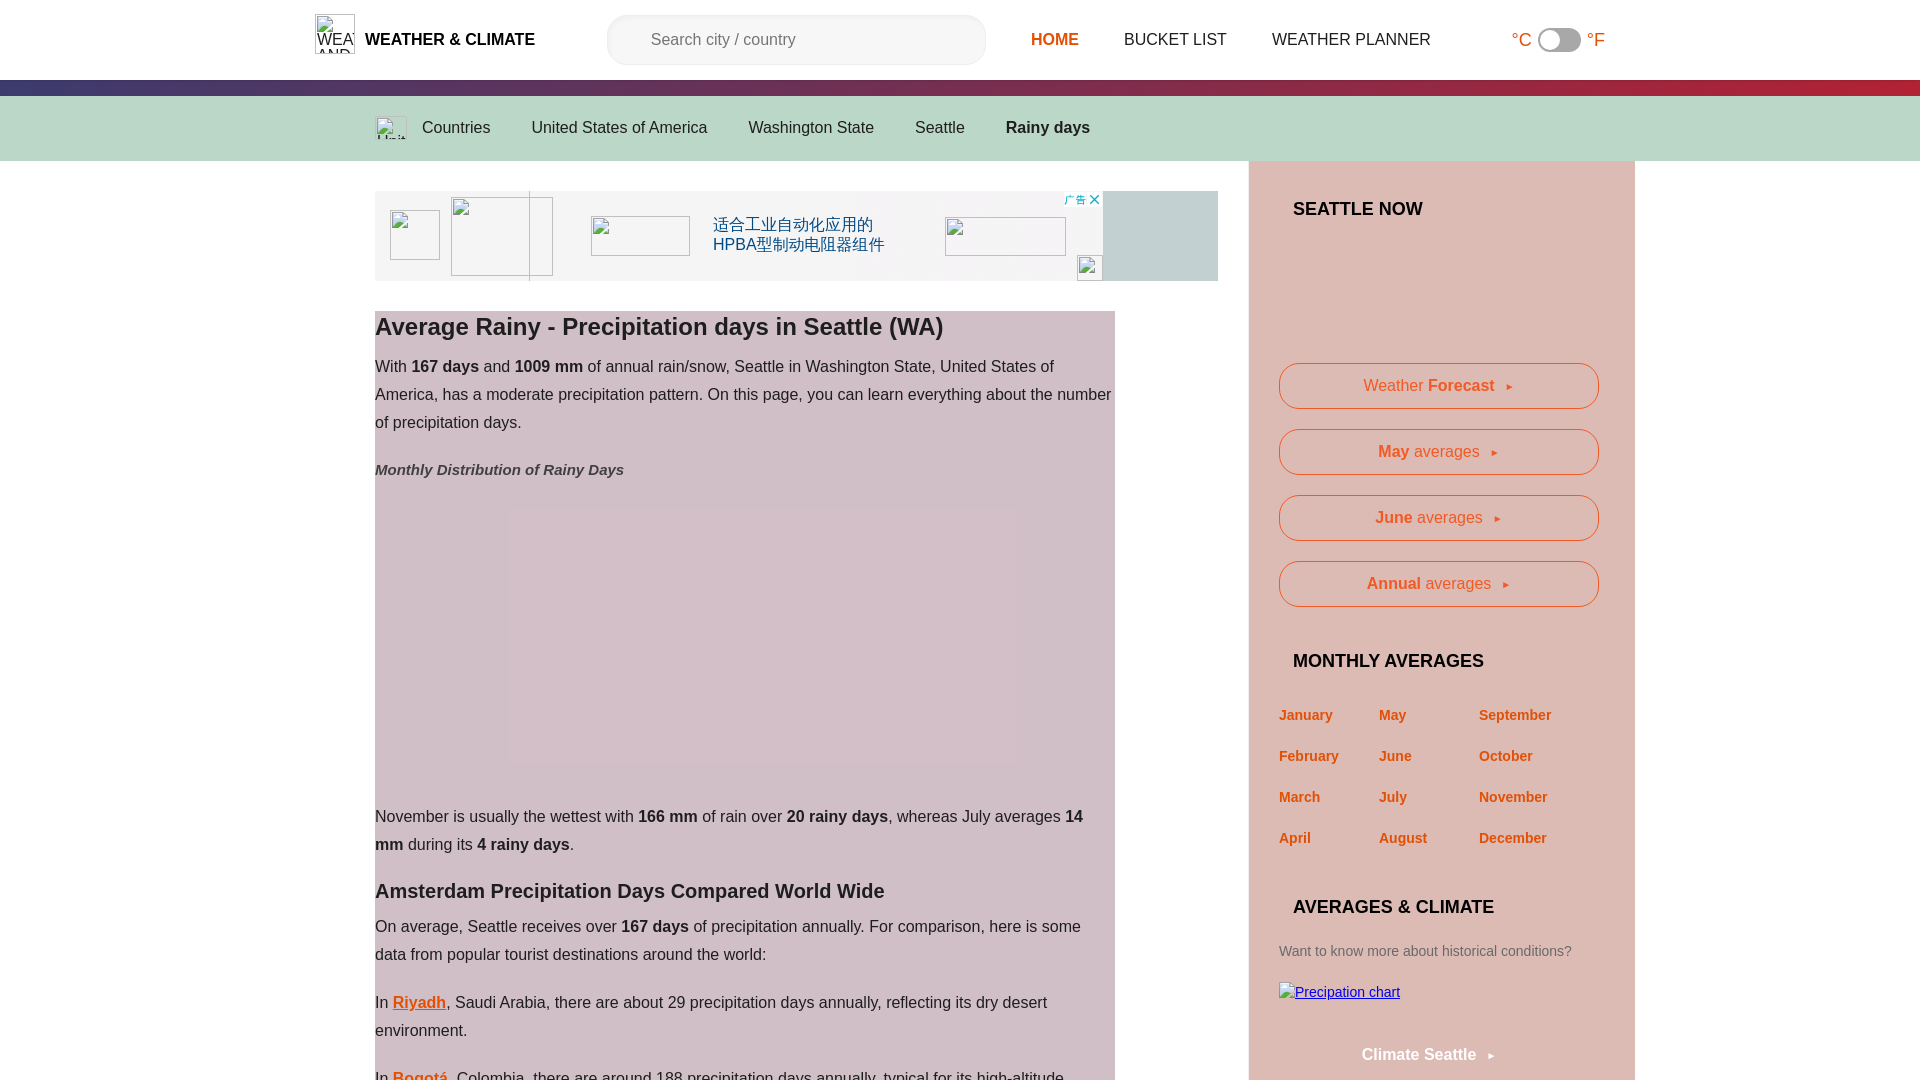 WEATHER & CLIMATE
Search city / country
HOME
BUCKET LIST
WEATHER PLANNER
°C
°F
Countries
United States of America
Washington State
Seattle
Rainy days
广告
适合工业自动化应用的
HPBA型制动电阻器组件
Average Rainy - Precipitation days in Seattle (WA)
With 167 days and 1009 mm of annual rain/snow, Seattle in Washington State, United States of
America, has a moderate precipitation pattern. On this page, you can learn everything about the number
of precipitation days.
Monthly Distribution of Rainy Days
November is usually the wettest with 166 mm of rain over 20 rainy days, whereas July averages 14
mm during its 4 rainy days.
Amsterdam Precipitation Days Compared World Wide
On average, Seattle receives over 167 days of precipitation annually. For comparison, here is some
data from popular tourist destinations around the world:
In Riyadh, Saudi Arabia, there are about 29 precipitation days annually, reflecting its dry desert
environment.
In Bogotá, Colombia, there are around 188 precipitation days annually, typical for its high-altitude
SEATTLE NOW
Weather Forecast ►
May averages ►
June averages ►
Annual averages ►
MONTHLY AVERAGES
January
May
September
February
June
October
March
July
November
April
August
December
AVERAGES & CLIMATE
Want to know more about historical conditions?
Precipation chart
Climate Seattle ►